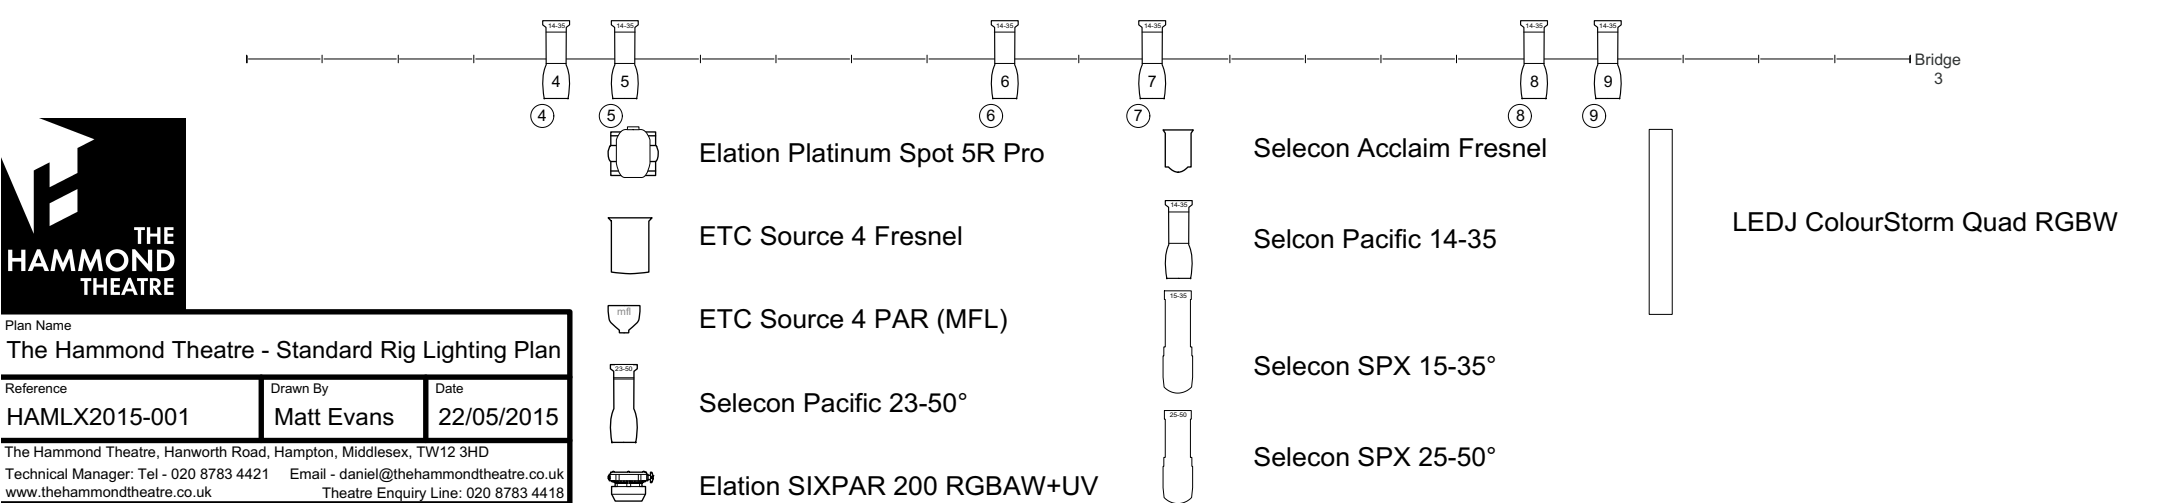 14-35 14-35 14-35 14-35 14-35 14-35
4 5 6 7 8 9
Bridge
3
4 5 6 7 8 9
THE
HAMMOND
THEATRE
Plan Name
The Hammond Theatre - Standard Rig Lighting Plan
Reference
HAMLX2015-001
Drawn By
Matt Evans
Date
22/05/2015
The Hammond Theatre, Hanworth Road, Hampton, Middlesex, TW12 3HD
Technical Manager: Tel - 020 8783 4421 Email - daniel@thehammondtheatre.co.uk
www.thehammondtheatre.co.uk Theatre Enquiry Line: 020 8783 4418
Elation Platinum Spot 5R Pro
ETC Source 4 Fresnel
mfl
ETC Source 4 PAR (MFL)
23-50
Selecon Pacific 23-50°
Elation SIXPAR 200 RGBAW+UV
Selecon Acclaim Fresnel
14-35
Selcon Pacific 14-35
15-35
Selecon SPX 15-35°
25-50
Selecon SPX 25-50°
LEDJ ColourStorm Quad RGBW